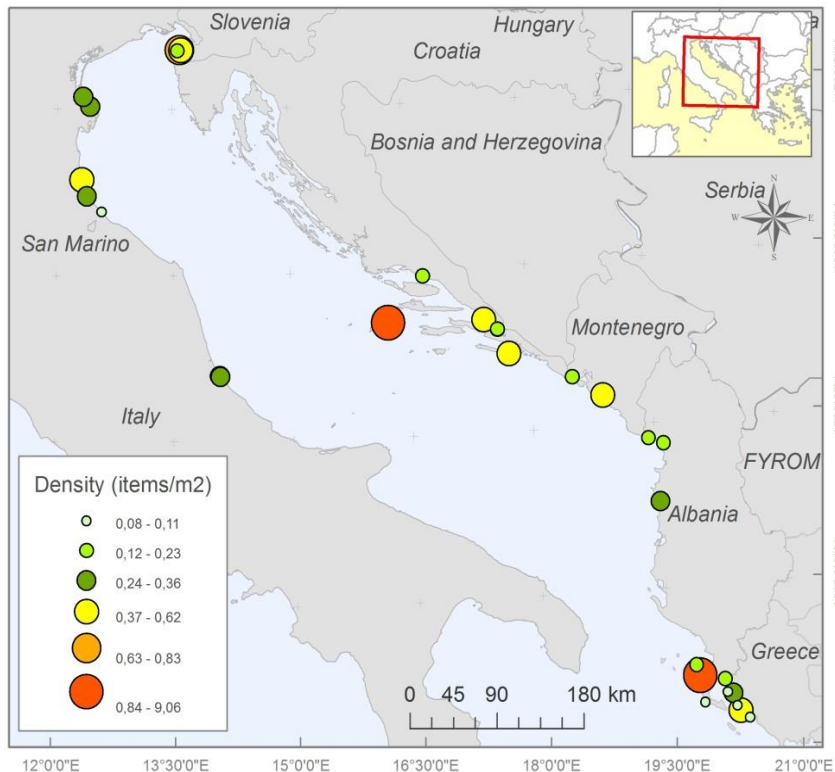 Slovenia
Hungary
Croatia
Bosnia and Herzegovina
Serbia
N
W
E
S
San Marino
Montenegro
Italy
FYROM
Albania
Greece
Density (items/m2)
0,08 - 0,11
0,12 - 0,23
0,24 - 0,36
0,37 - 0,62
0,63 - 0,83
0,84 - 9,06
0 45 90 180 km
12°0'0"E 13°30'0"E 15°0'0"E 16°30'0"E 18°0'0"E 19°30'0"E 21°0'0"E